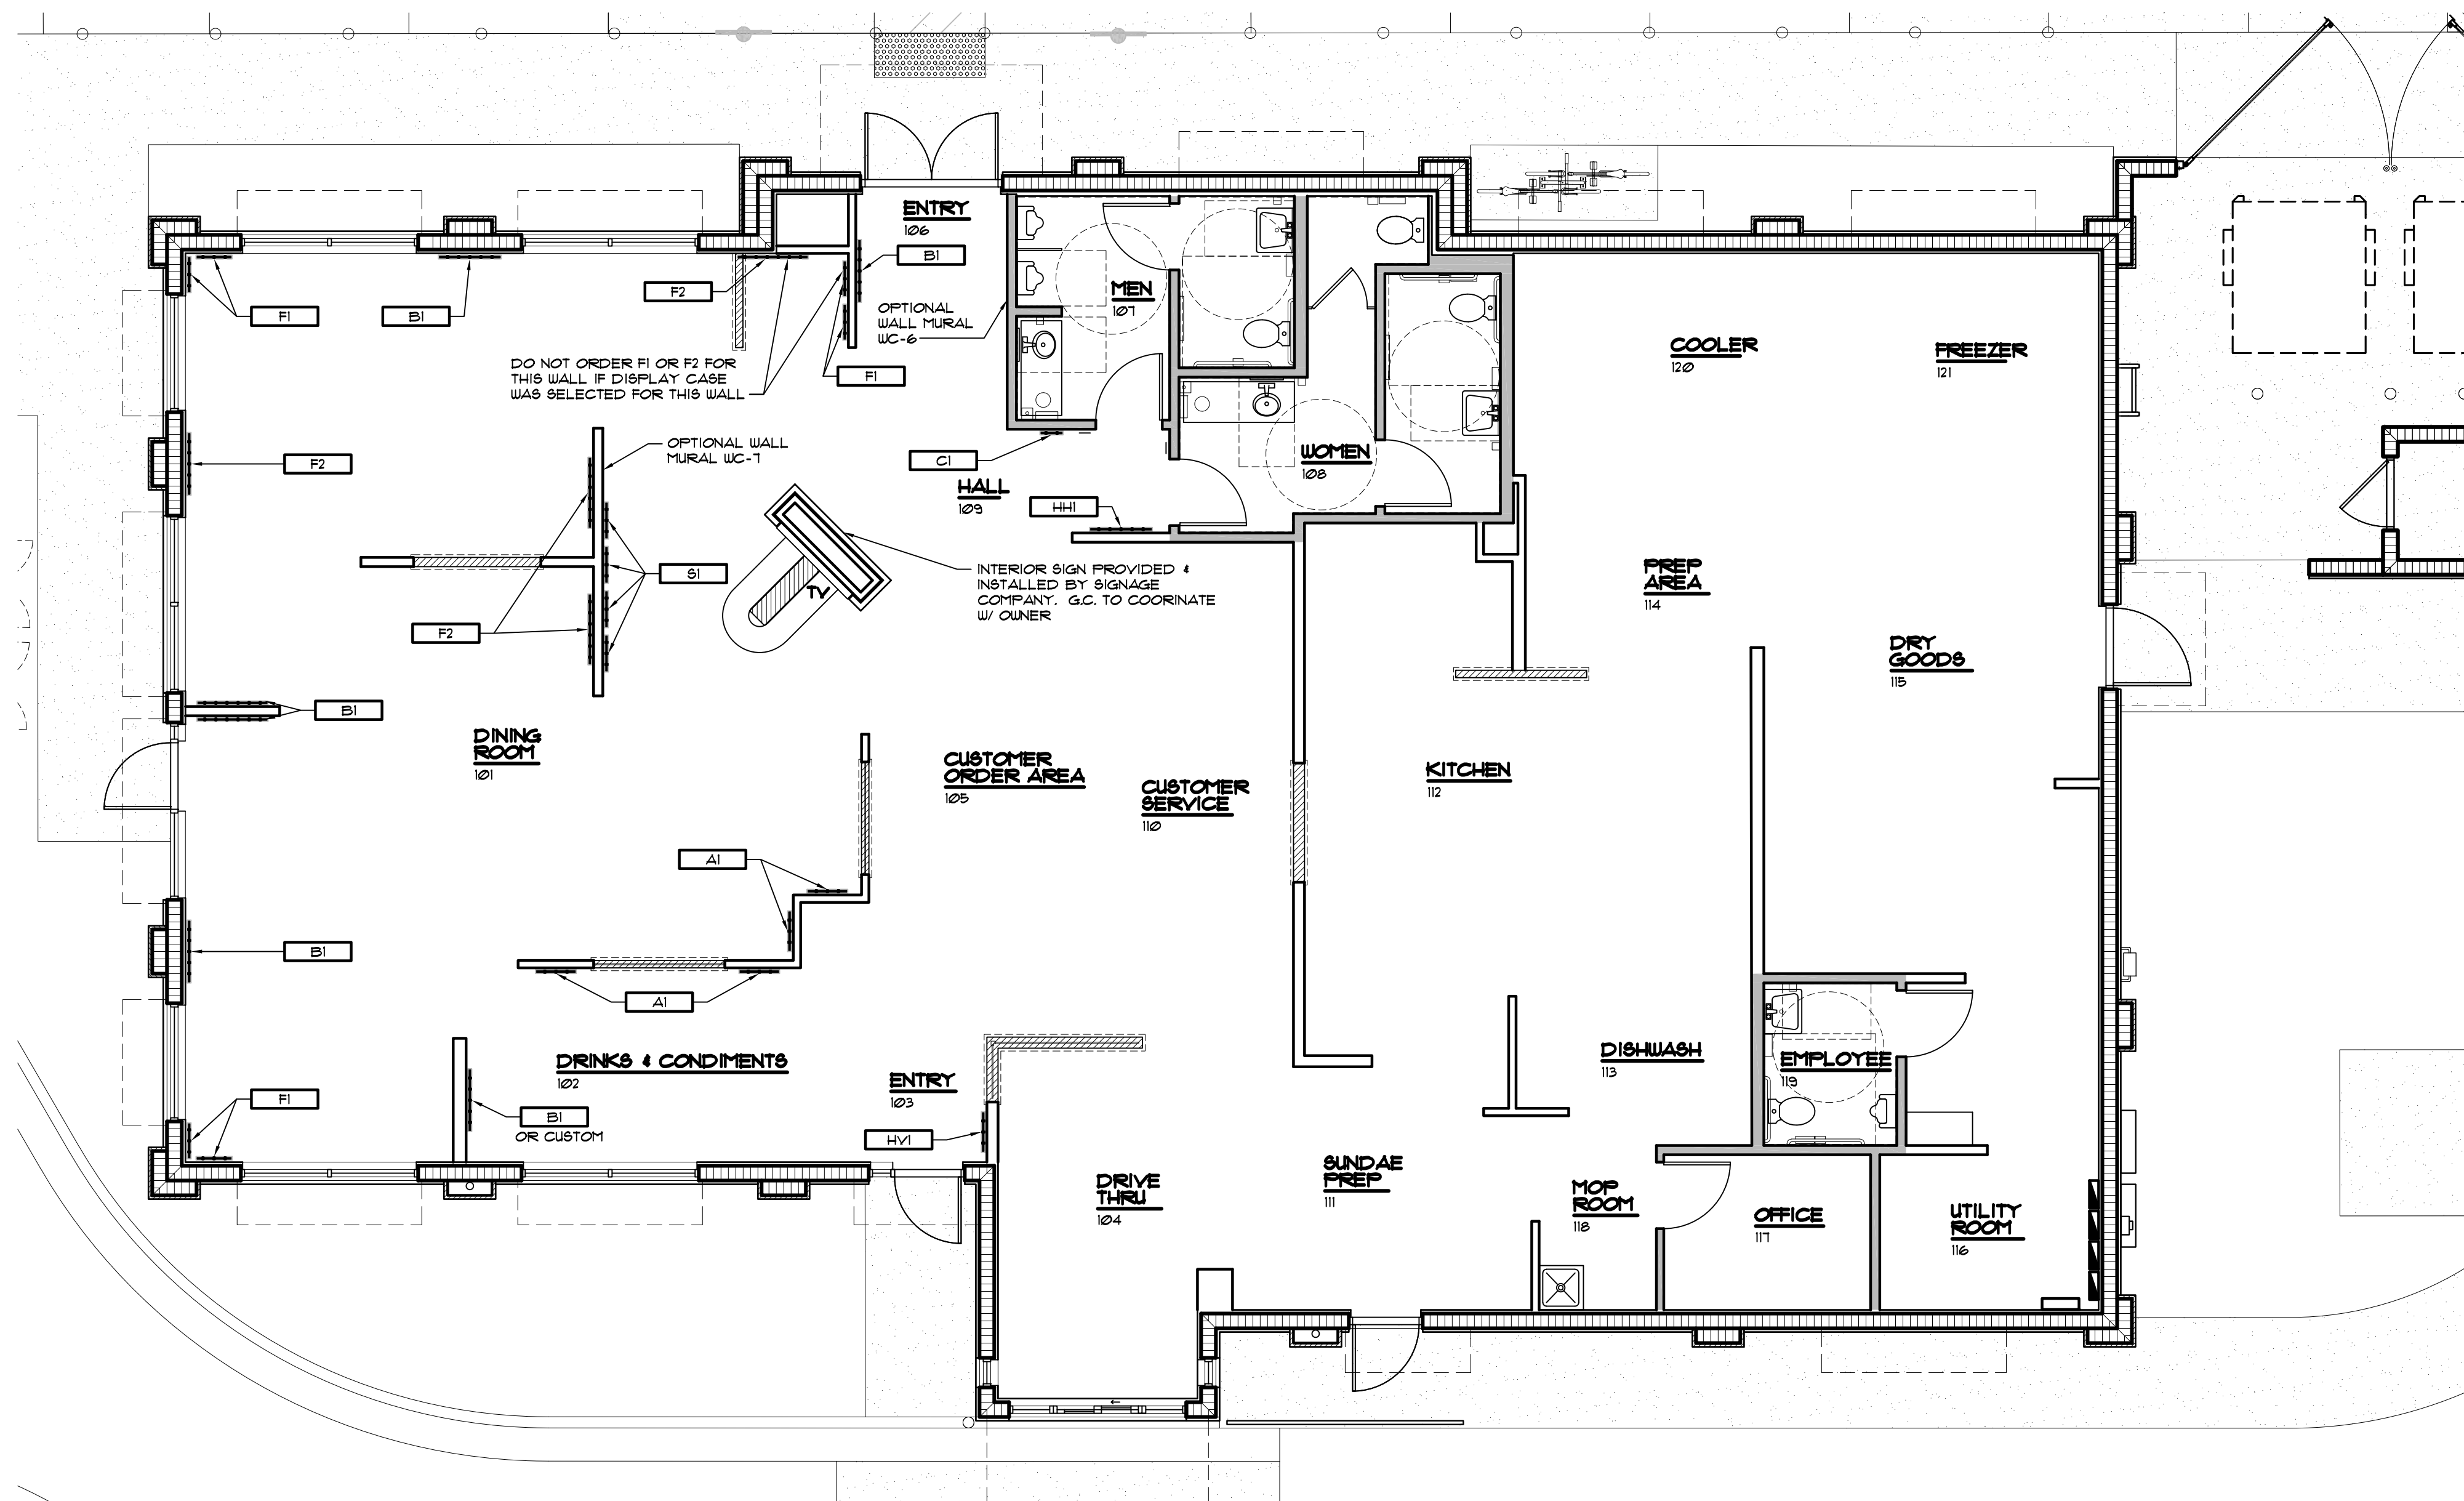 ENTRY
106
B1
F2
F1
B1
OPTIONAL
WALL MURAL
WC-6
MEN
107
DO NOT ORDER F1 OR F2 FOR
THIS WALL IF DISPLAY CASE
WAS SELECTED FOR THIS WALL
F1
COOLER
120
FREEZER
121
OPTIONAL WALL
MURAL WC-7
F2
C1
WOMEN
108
HALL
109
HH1
S1
INTERIOR SIGN PROVIDED &
INSTALLED BY SIGNAGE
COMPANY. G.C. TO COORINATE
W/ OWNER
TV
F2
PREP
AREA
114
DRY
GOODS
115
B1
DINING
ROOM
101
CUSTOMER
ORDER AREA
105
CUSTOMER
SERVICE
110
KITCHEN
112
A1
B1
A1
DRINKS & CONDIMENTS
102
ENTRY
103
DISHWASH
113
EMPLOYEE
119
F1
B1
OR CUSTOM
HV1
DRIVE
THRU
104
SUNDAE
PREP
111
MOP
ROOM
118
OFFICE
117
UTILITY
ROOM
116